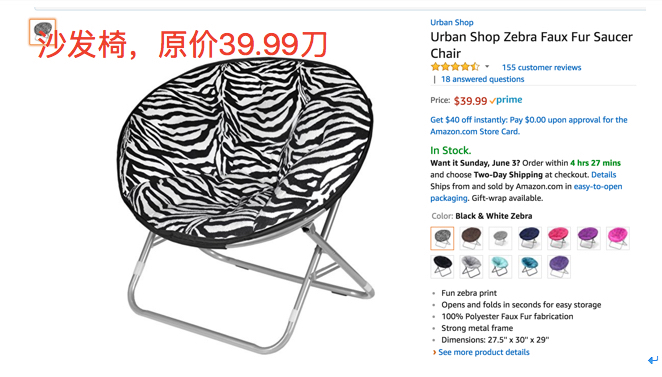 沙发椅，原价39.99刀
Urban Shop
Urban Shop Zebra Faux Fur Saucer
Chair
155 customer reviews
| 18 answered questions
Price: $39.99 prime
Get $40 off instantly: Pay $0.00 upon approval for the
Amazon.com Store Card.
In Stock.
Want it Sunday, June 3? Order within 4 hrs 27 mins
and choose Two-Day Shipping at checkout. Details
Ships from and sold by Amazon.com in easy-to-open
packaging. Gift-wrap available.
Color: Black & White Zebra
• Fun zebra print
• Opens and folds in seconds for easy storage
• 100% Polyester Faux Fur fabrication
• Strong metal frame
• Dimensions: 27.5" x 30" x 29"
› See more product details